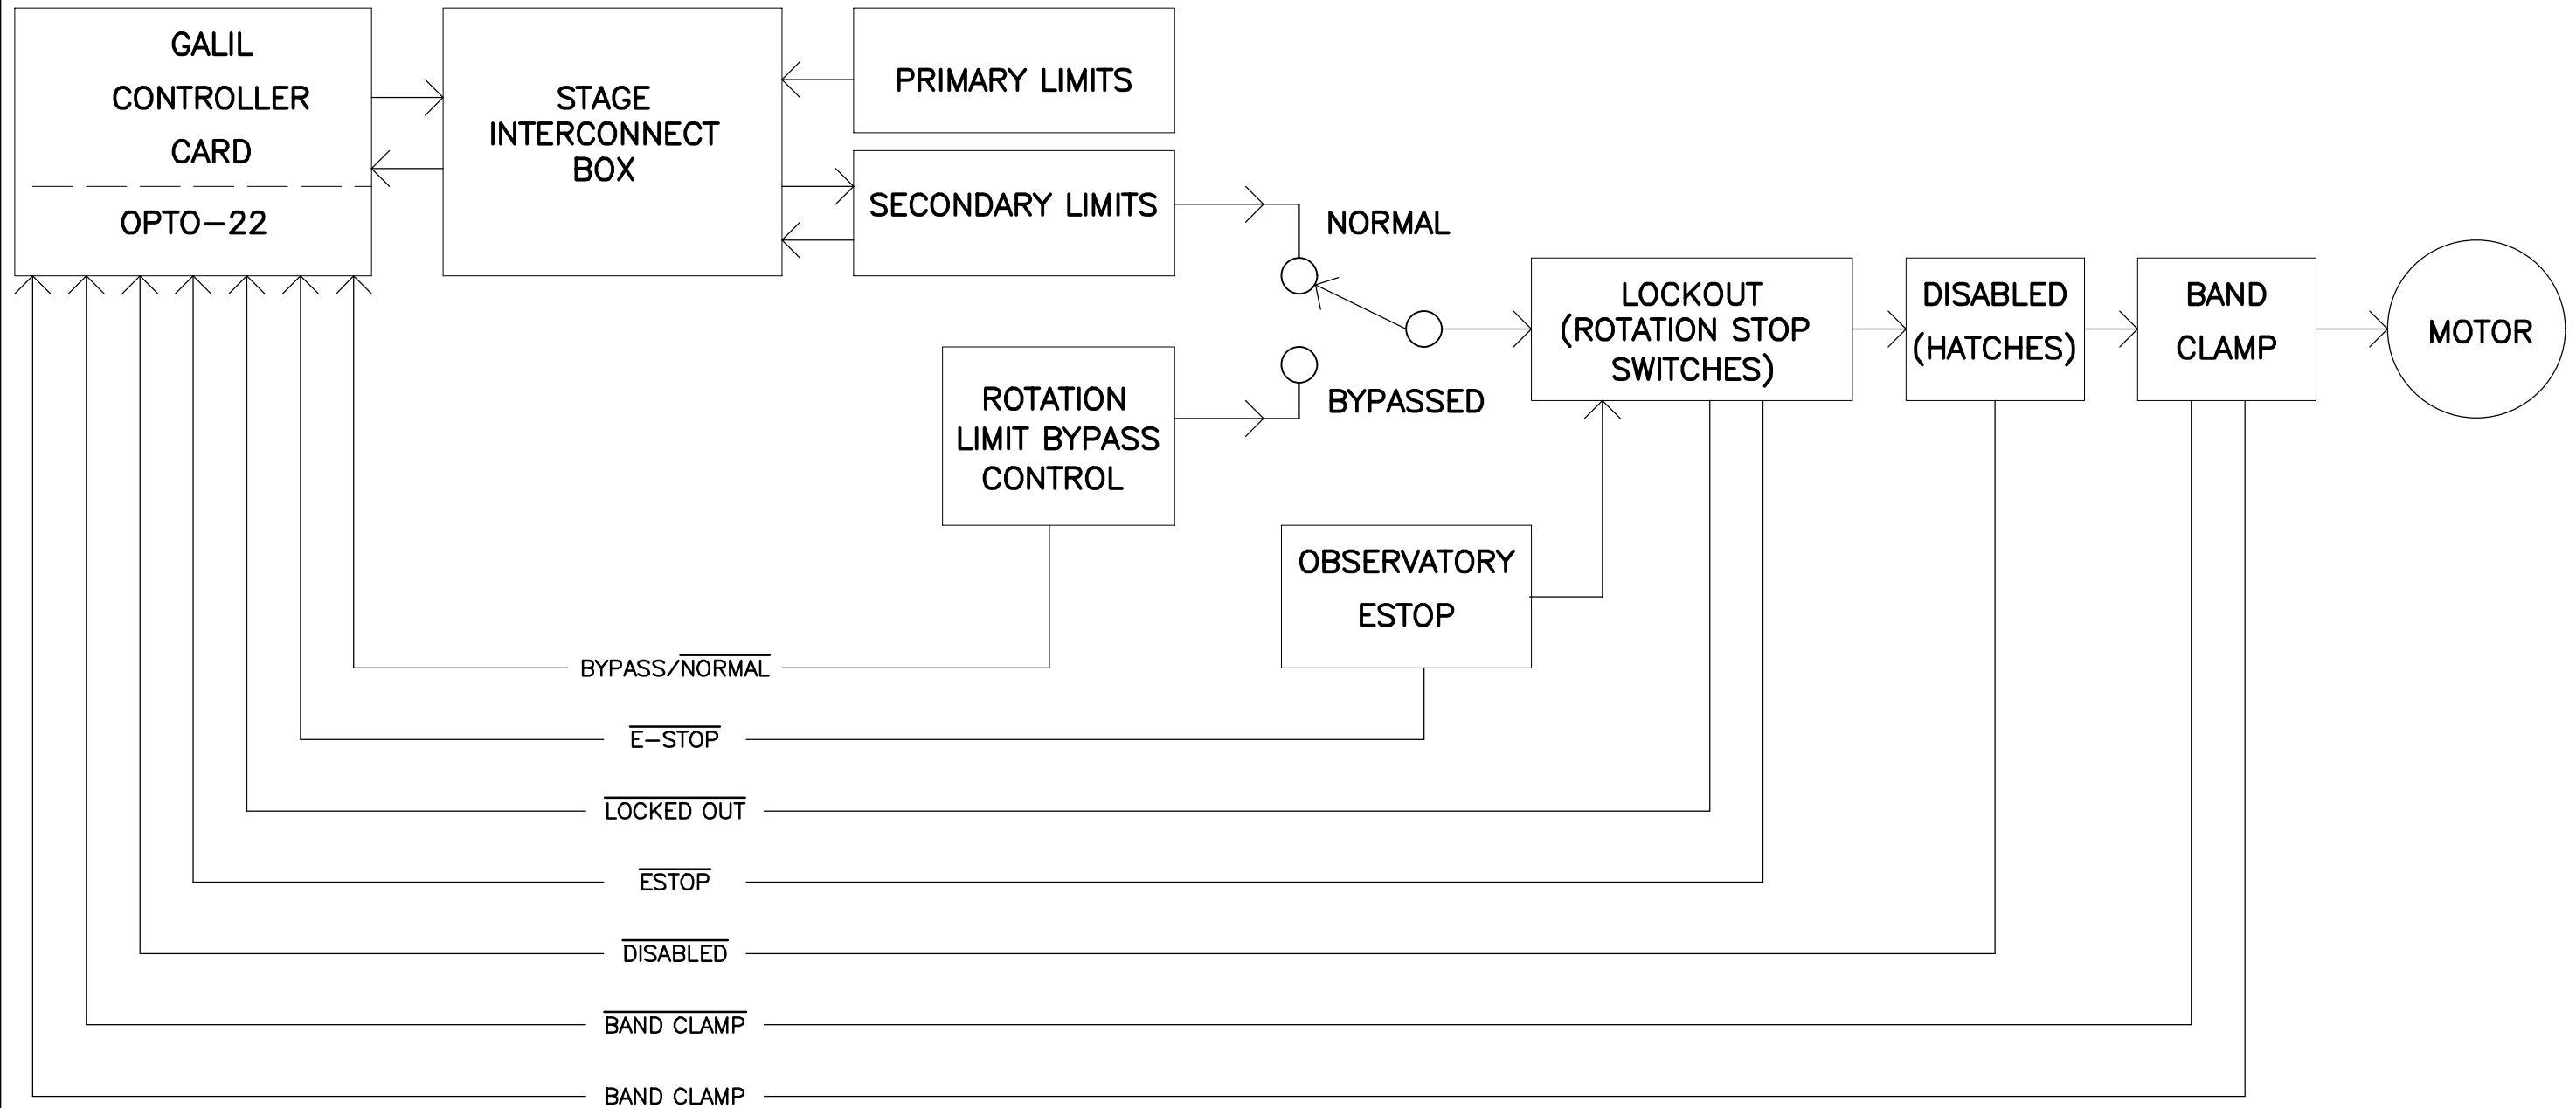 GALIL
CONTROLLER
CARD
OPTO-22
STAGE
INTERCONNECT
BOX
PRIMARY LIMITS
SECONDARY LIMITS
NORMAL
BYPASSED
ROTATION
LIMIT BYPASS
CONTROL
LOCKOUT
(ROTATION STOP
SWITCHES)
DISABLED
(HATCHES)
BAND
CLAMP
MOTOR
OBSERVATORY
ESTOP
BYPASS/NORMAL
E-STOP
LOCKED OUT
ESTOP
DISABLED
BAND CLAMP
BAND CLAMP